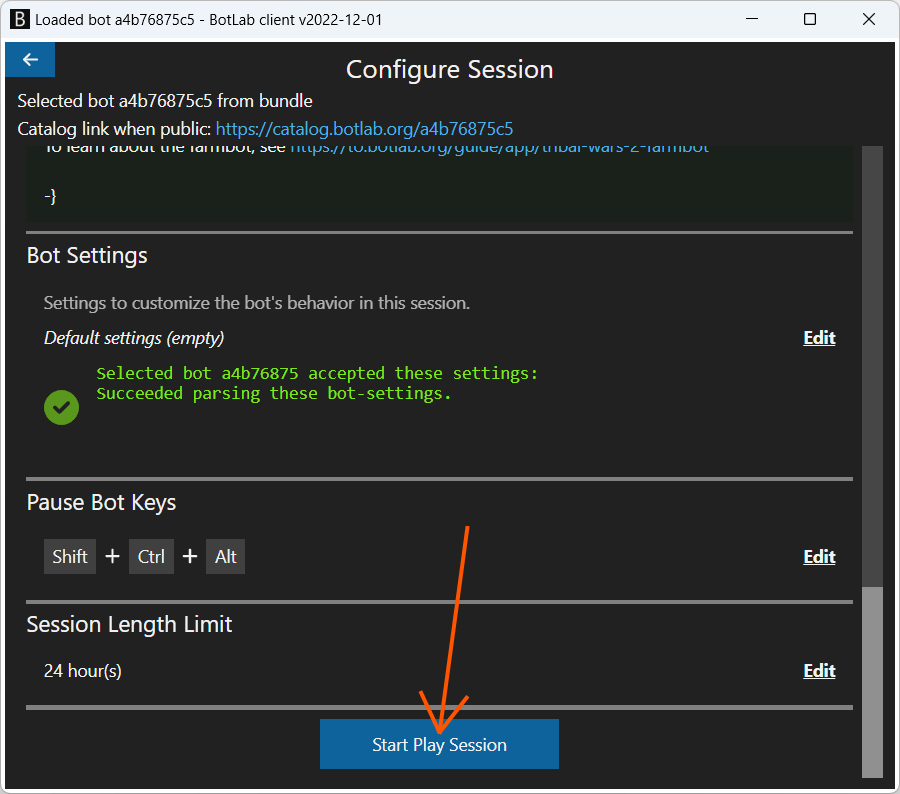 B Loaded bot a4b76875c5 - BotLab client v2022-12-01
Configure Session
Selected bot a4b76875c5 from bundle
Catalog link when public: https://catalog.botlab.org/a4b76875c5
To learn about the farmbot, see https://to.botlab.org/guide/app/tribal-wars-2-farmbot
-}
Bot Settings
Settings to customize the bot's behavior in this session.
Default settings (empty) Edit
Selected bot a4b76875 accepted these settings:
Succeeded parsing these bot-settings.
Pause Bot Keys
Shift + Ctrl + Alt Edit
Session Length Limit
24 hour(s) Edit
Start Play Session